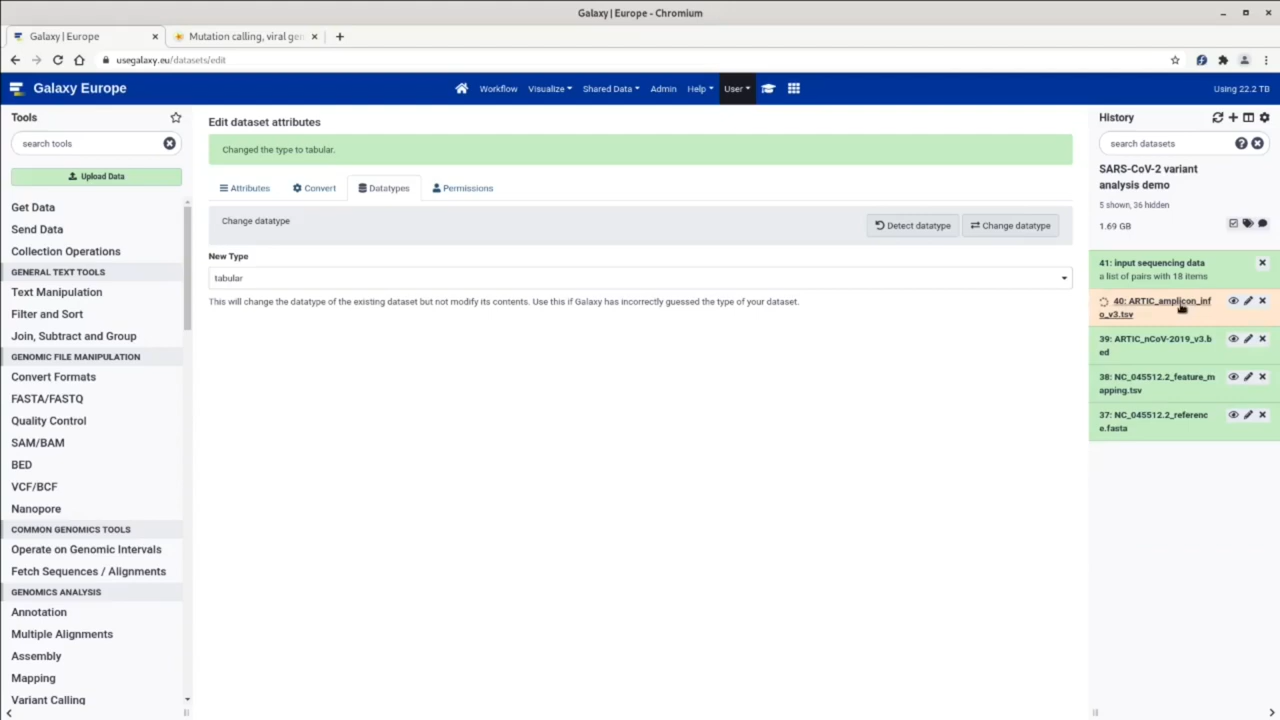 Galaxy | Europe - Chromium
Galaxy | Europe
Mutation calling, viral gen
usegalaxy.eu/datasets/edit
Galaxy Europe
Workflow
Visualize
Shared Data
Admin
Help
User
Using 22.2 TB
Tools
search tools
Upload Data
Get Data
Send Data
Collection Operations
GENERAL TEXT TOOLS
Text Manipulation
Filter and Sort
Join, Subtract and Group
GENOMIC FILE MANIPULATION
Convert Formats
FASTA/FASTQ
Quality Control
SAM/BAM
BED
VCF/BCF
Nanopore
COMMON GENOMICS TOOLS
Operate on Genomic Intervals
Fetch Sequences / Alignments
GENOMICS ANALYSIS
Annotation
Multiple Alignments
Assembly
Mapping
Variant Calling
Edit dataset attributes
Changed the type to tabular.
Attributes
Convert
Datatypes
Permissions
Change datatype
Detect datatype
Change datatype
New Type
tabular
This will change the datatype of the existing dataset but not modify its contents. Use this if Galaxy has incorrectly guessed the type of your dataset.
History
search datasets
SARS-CoV-2 variant
analysis demo
5 shown, 36 hidden
1.69 GB
41: input sequencing data
a list of pairs with 18 items
40: ARTIC_amplicon_inf
o_v3.tsv
39: ARTIC_nCoV-2019_v3.b
ed
38: NC_045512.2_feature_m
apping.tsv
37: NC_045512.2_referenc
e.fasta